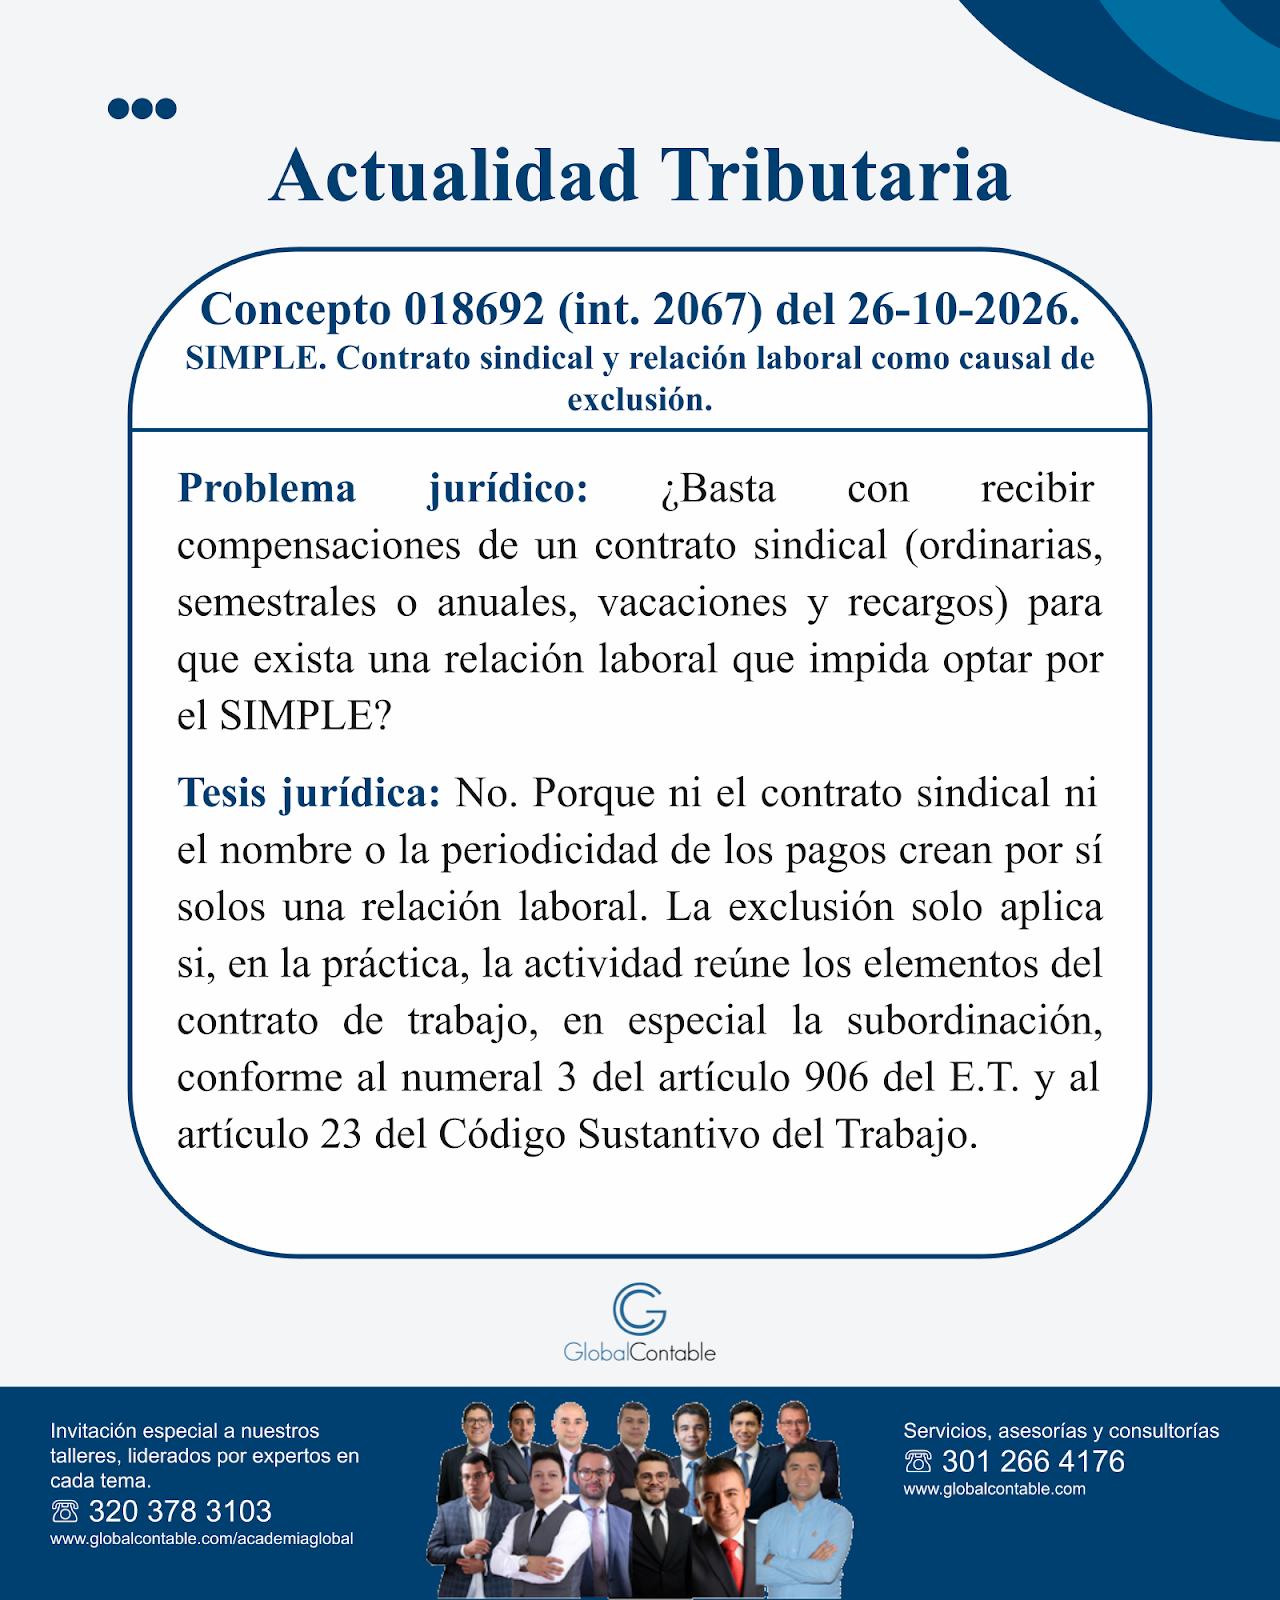 Actualidad Tributaria
Concepto 018692 (int. 2067) del 26-10-2026.
SIMPLE. Contrato sindical y relación laboral como causal de
exclusión.
Problema jurídico: ¿Basta con recibir
compensaciones de un contrato sindical (ordinarias,
semestrales o anuales, vacaciones y recargos) para
que exista una relación laboral que impida optar por
el SIMPLE?
Tesis jurídica: No. Porque ni el contrato sindical ni
el nombre o la periodicidad de los pagos crean por sí
solos una relación laboral. La exclusión solo aplica
si, en la práctica, la actividad reúne los elementos del
contrato de trabajo, en especial la subordinación,
conforme al numeral 3 del artículo 906 del E.T. y al
artículo 23 del Código Sustantivo del Trabajo.
GlobalContable
Invitación especial a nuestros
talleres, liderados por expertos en
cada tema.
☏ 320 378 3103
www.globalcontable.com/academiaglobal
Servicios, asesorías y consultorías
☏ 301 266 4176
www.globalcontable.com